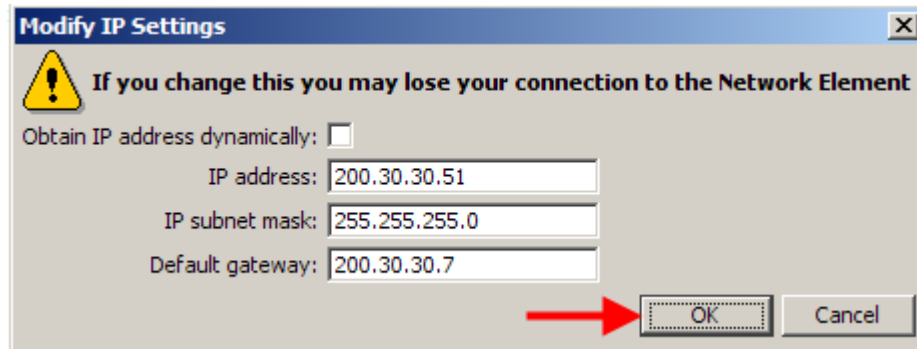 Modify IP Settings
If you change this you may lose your connection to the Network Element
Obtain IP address dynamically:
IP address: 200.30.30.51
IP subnet mask: 255.255.255.0
Default gateway: 200.30.30.7
OK Cancel